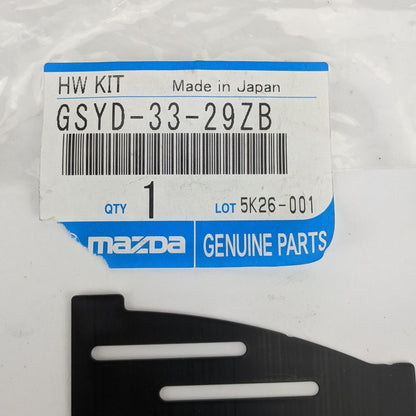 HW KIT Made in Japan
GSYD-33-29ZB
QTY 1 LOT 5K26-001
mazda GENUINE PARTS